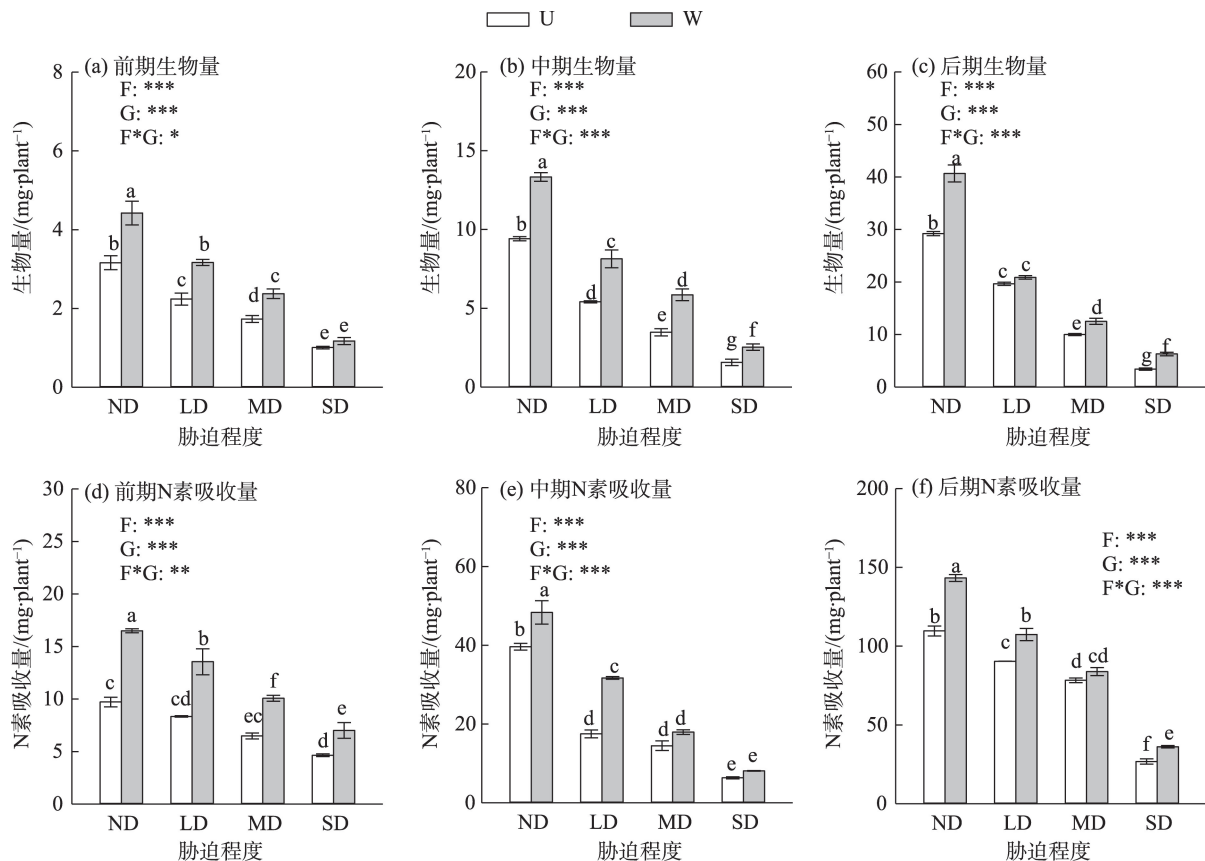 U W
(a) 前期生物量
F: ***
G: ***
F*G: *
生物量/(mg·plant⁻¹)
8
6
4
2
0
b a
c b
d c
e e
ND LD MD SD
胁迫程度
(b) 中期生物量
F: ***
G: ***
F*G: ***
生物量/(mg·plant⁻¹)
20
15
10
5
0
b a
d c
e d
g f
ND LD MD SD
胁迫程度
(c) 后期生物量
F: ***
G: ***
F*G: ***
生物量/(mg·plant⁻¹)
60
50
40
30
20
10
0
b a
c c
e d
g f
ND LD MD SD
胁迫程度
(d) 前期N素吸收量
F: ***
G: ***
F*G: **
N素吸收量/(mg·plant⁻¹)
30
25
20
15
10
5
0
c a
cd b
ec f
d e
ND LD MD SD
胁迫程度
(e) 中期N素吸收量
F: ***
G: ***
F*G: ***
N素吸收量/(mg·plant⁻¹)
80
60
40
20
0
b a
d c
d d
e e
ND LD MD SD
胁迫程度
(f) 后期N素吸收量
F: ***
G: ***
F*G: ***
N素吸收量/(mg·plant⁻¹)
200
150
100
50
0
b a
c b
d cd
f e
ND LD MD SD
胁迫程度